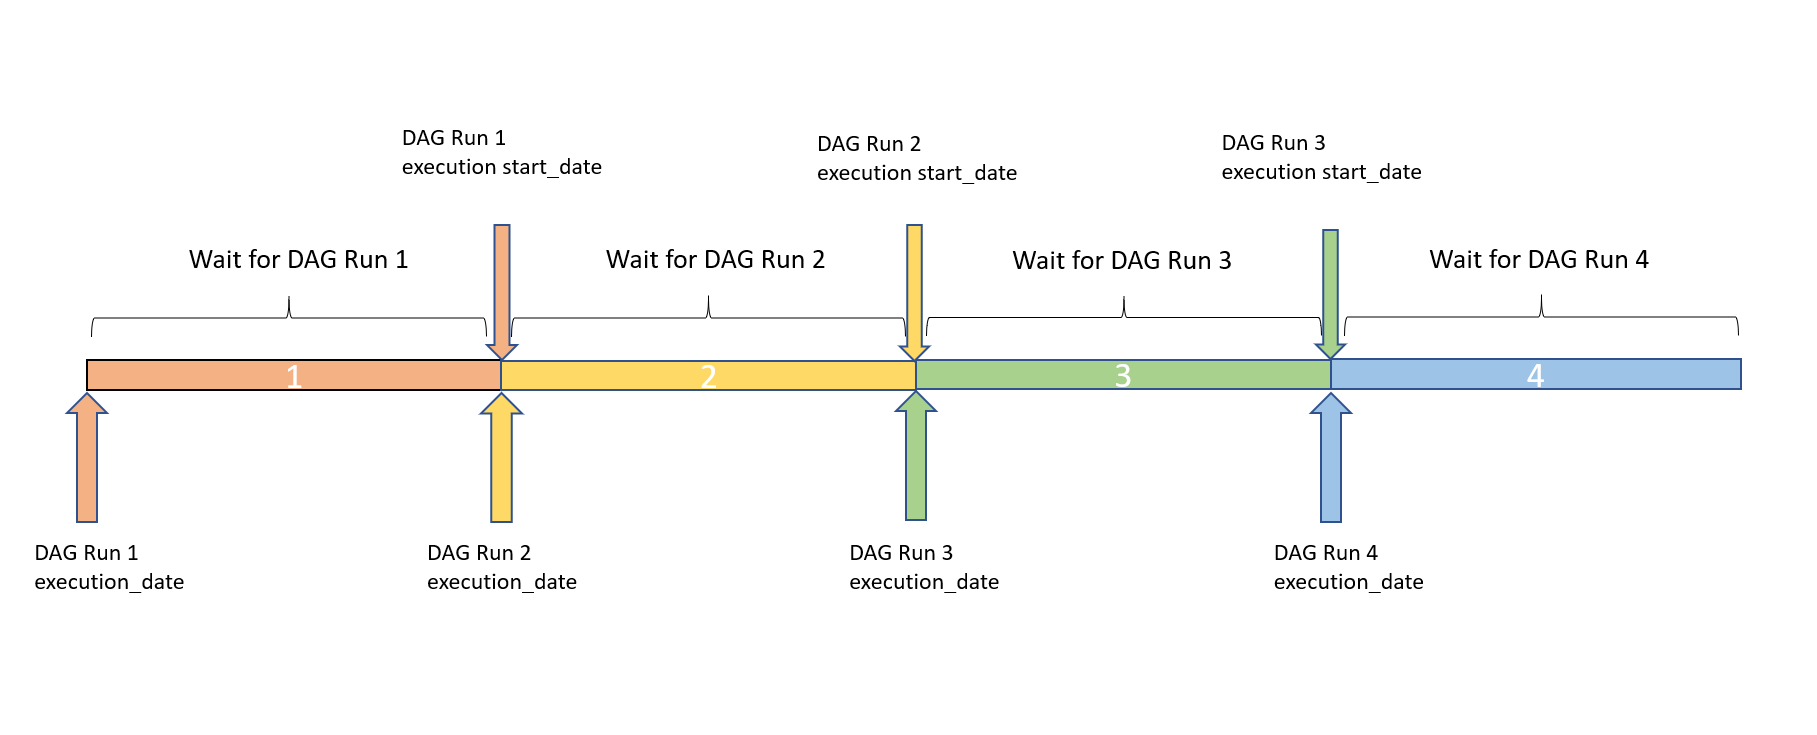 DAG Run 1
execution start_date
DAG Run 2
execution start_date
DAG Run 3
execution start_date
Wait for DAG Run 1
Wait for DAG Run 2
Wait for DAG Run 3
Wait for DAG Run 4
1
2
3
4
DAG Run 1
execution_date
DAG Run 2
execution_date
DAG Run 3
execution_date
DAG Run 4
execution_date